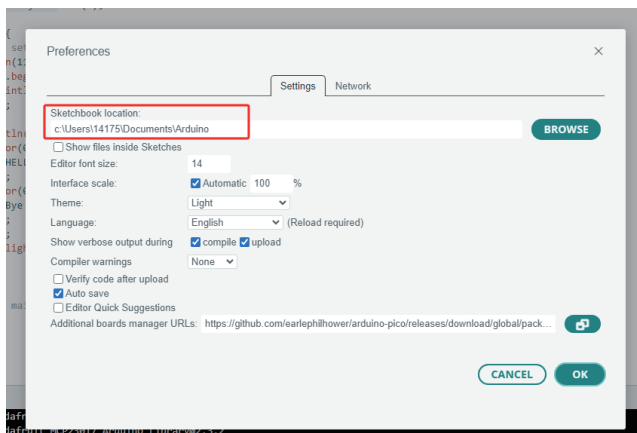 Preferences
Settings Network
Sketchbook location:
c:\Users\14175\Documents\Arduino
BROWSE
Show files inside Sketches
Editor font size: 14
Interface scale: Automatic 100 %
Theme: Light
Language: English (Reload required)
Show verbose output during compile upload
Compiler warnings None
Verify code after upload
Auto save
Editor Quick Suggestions
Additional boards manager URLs: https://github.com/earlephilhower/arduino-pico/releases/download/global/pack...
CANCEL OK